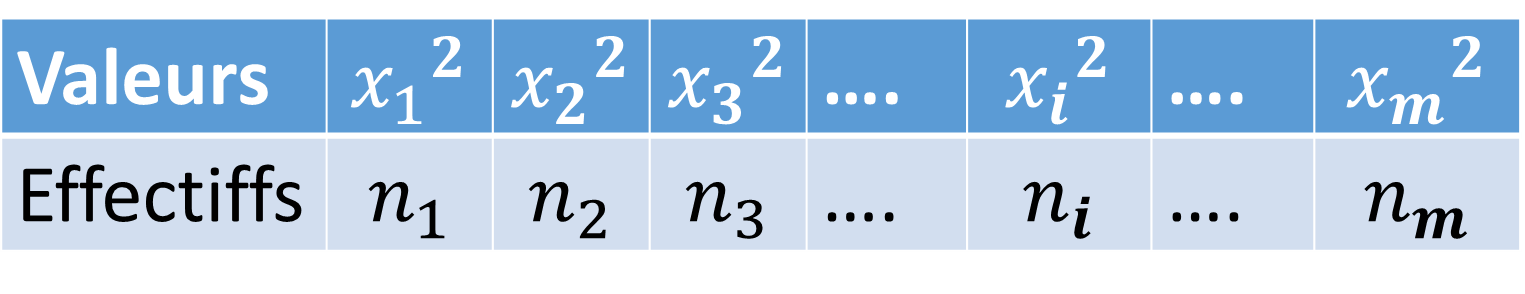 Valeurs x₁² x₂² x₃² .... xᵢ² .... xₘ²
Effectiffs n₁ n₂ n₃ .... nᵢ .... nₘ